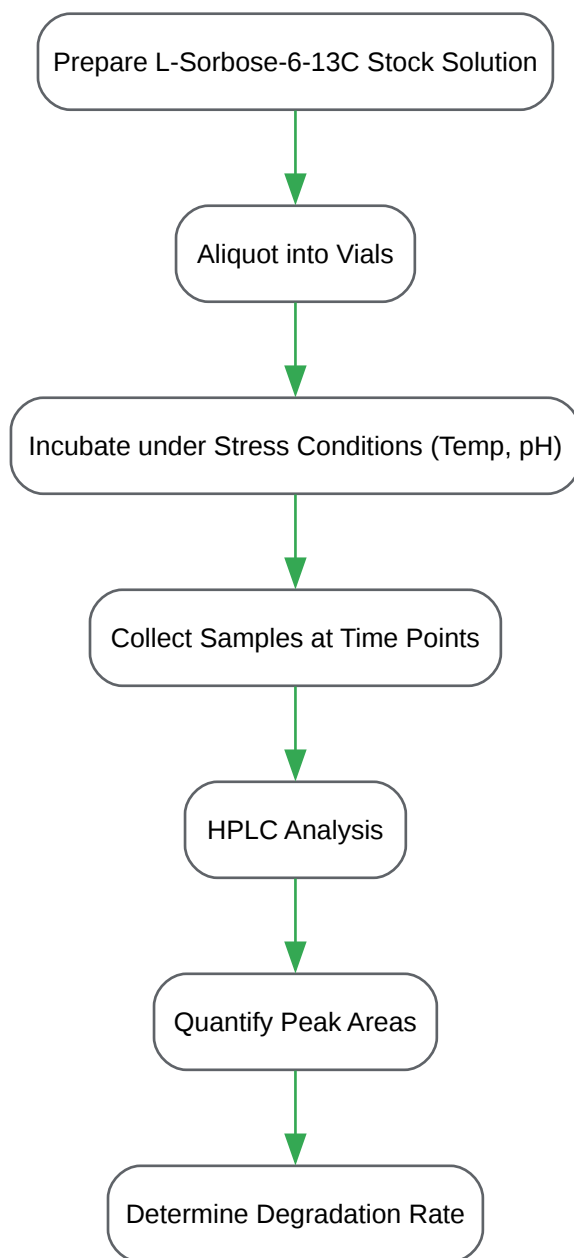 Prepare L-Sorbose-6-13C Stock Solution
Aliquot into Vials
Incubate under Stress Conditions (Temp, pH)
Collect Samples at Time Points
HPLC Analysis
Quantify Peak Areas
Determine Degradation Rate